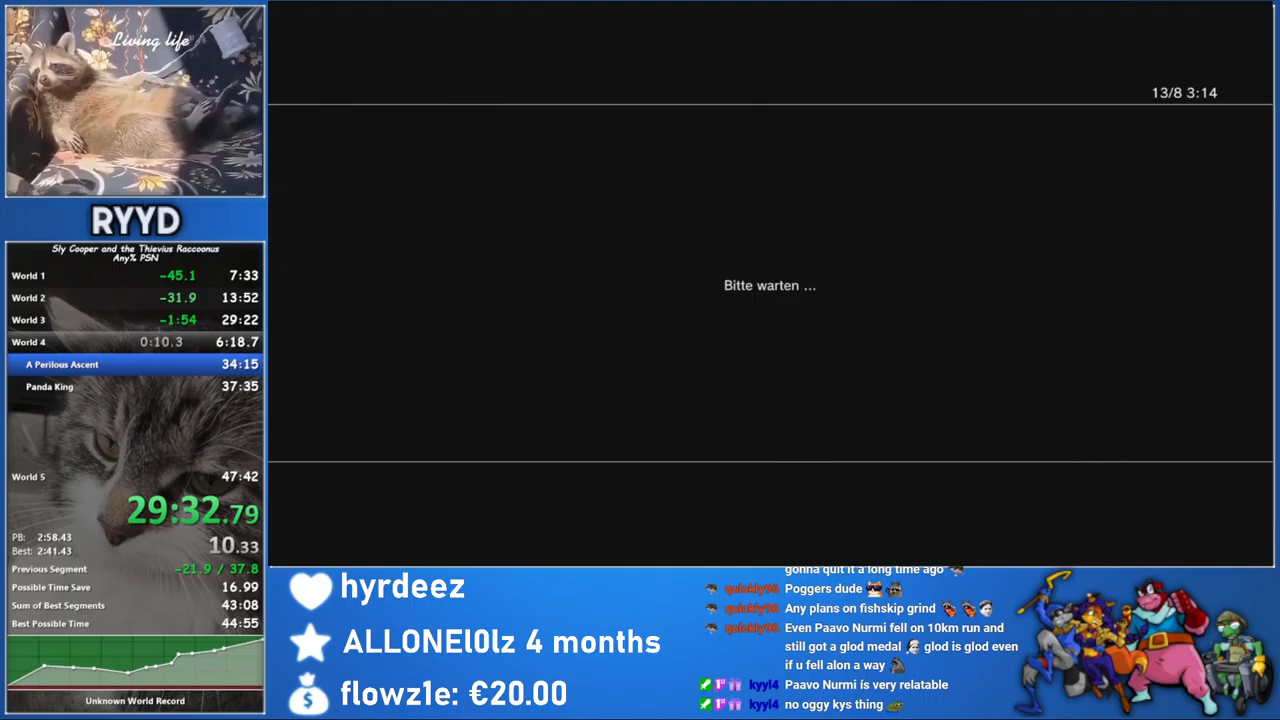 Living life
RYYD
Sly Cooper and the Thievius Raccoonus
Any% PSN
World 1 -45.1 7:33
World 2 -31.9 13:52
World 3 -1:54 29:22
World 4 0:10.3 6:18.7
A Perilous Ascent 34:15
Panda King 37:35
World 5 47:42
29:32.79
PB: 2:58.43
Best: 2:41.43
10.33
Previous Segment -21.9 / 37.8
Possible Time Save 16.99
Sum of Best Segments 43:08
Best Possible Time 44:55
Unknown World Record
13/8 3:14
Bitte warten ...
hyrdeez
ALLONEl0lz 4 months
flowz1e: €20.00
gonna quit it a long time ago
quickly96 Poggers dude
quickly96 Any plans on fishskip grind
quickly96 Even Paavo Nurmi fell on 10km run and
still got a glod medal glod is glod even
if u fell alon a way
kyyl4 Paavo Nurmi is very relatable
kyyl4 no oggy kys thing